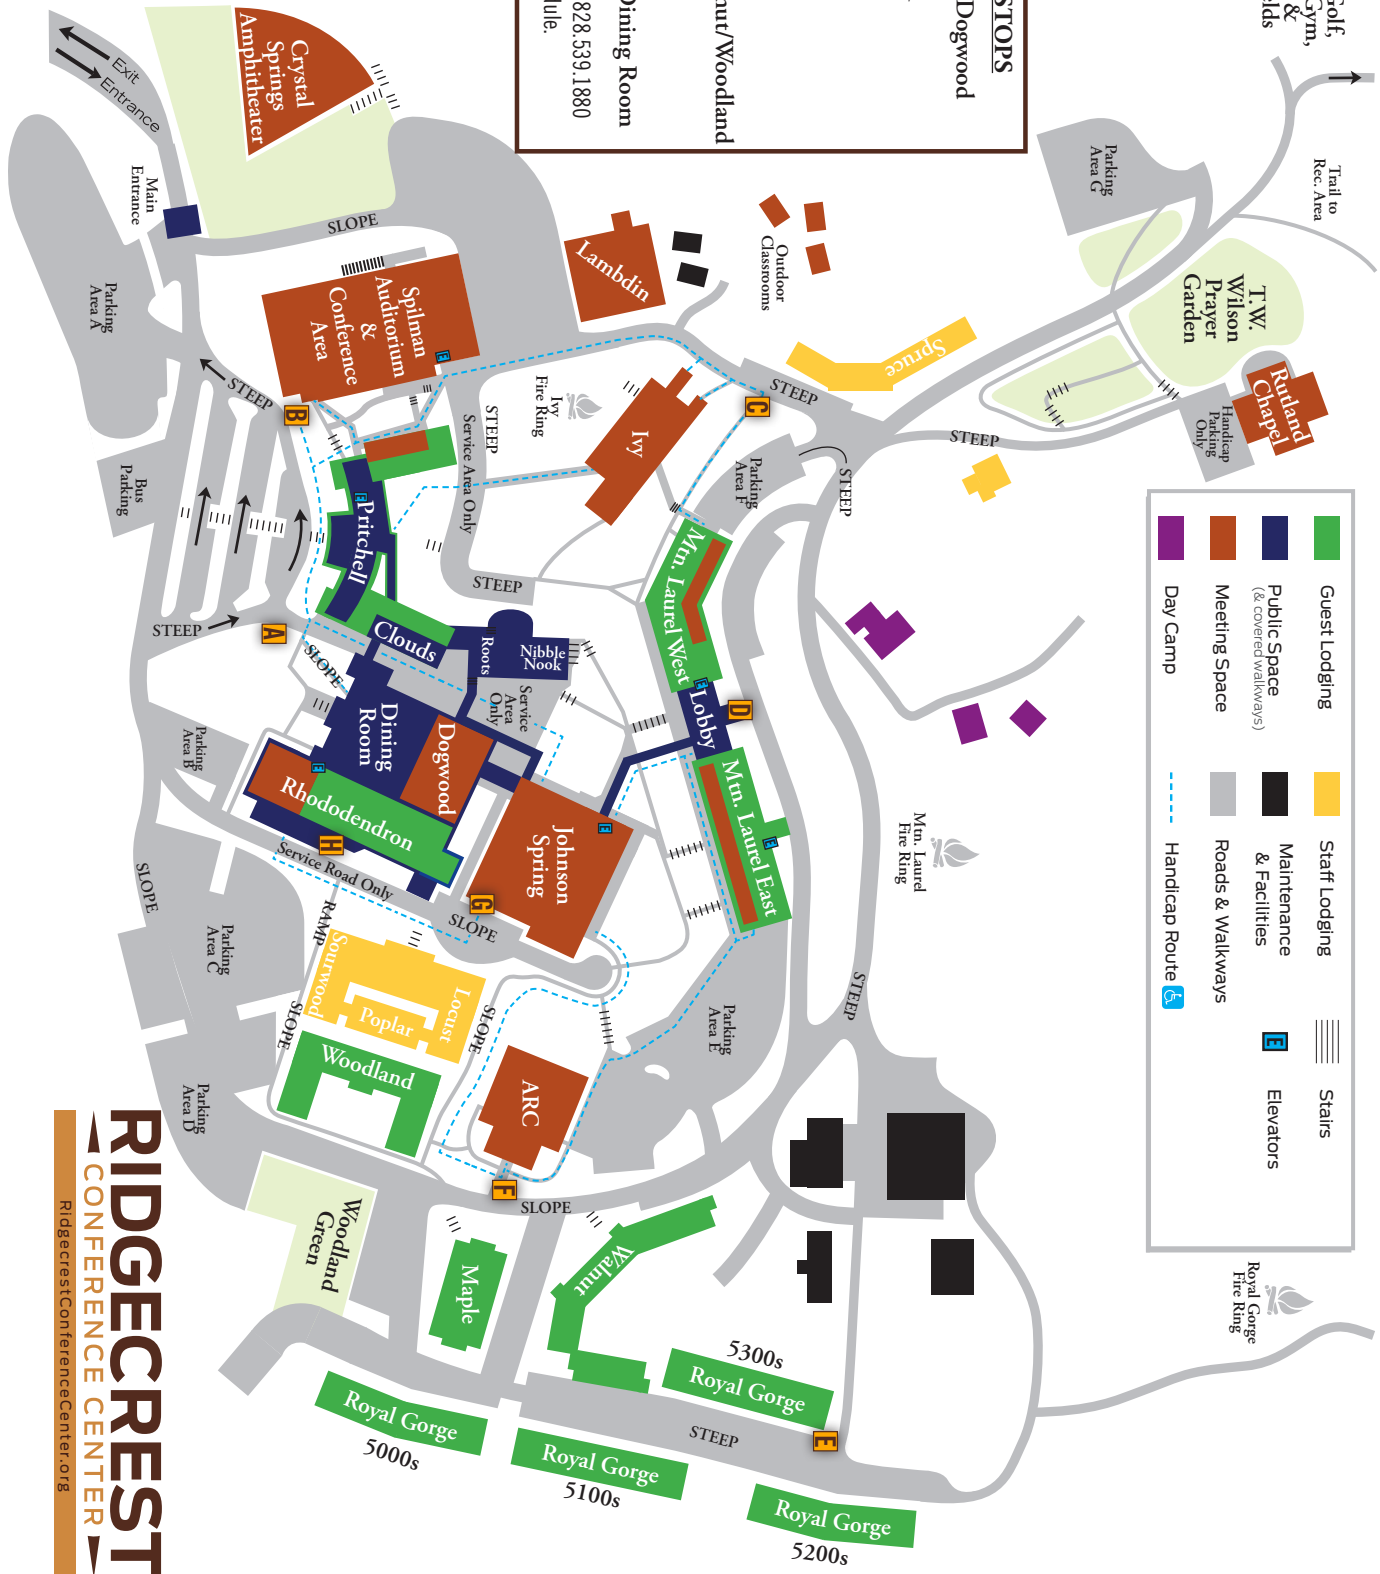 Golf,
Gym,
&
STOPS
Dogwood
Dining Room
828.539.1880
Trail to
Rec. Area
Parking
Area G
T.W.
Wilson
Prayer
Garden
Rutland
Chapel
Handicap
Parking
Only
STEEP
Spruce
Outdoor
Classrooms
Lambdin
Crystal
Springs
Amphitheater
Exit
Entrance
Main
Entrance
SLOPE
Parking
Area A
Spilman
Auditorium
&
Conference
Area
E
STEEP
B
Ivy
Fire Ring
STEEP
Service Area Only
Ivy
C
STEEP
Parking
Area F
STEEP
Bus
Parking
E
Pritchell
STEEP
STEEP
A
SLOPE
Clouds
Roots
Nibble
Nook
Service
Area
Only
Mtn. Laurel West
E
Lobby
D
Mtn. Laurel East
E
Dining
Room
Dogwood
E
Rhododendron
H
Service Road Only
Johnson
Spring
E
G
SLOPE
Parking
Area B
SLOPE
Parking
Area C
RAMP
Sourwood
Poplar
Locust
SLOPE
SLOPE
Woodland
Parking
Area D
ARC
F
SLOPE
Parking
Area E
STEEP
Mtn. Laurel
Fire Ring
Guest Lodging
Public Space
(& covered walkways)
Meeting Space
Day Camp
Staff Lodging
Maintenance
& Facilities
Roads & Walkways
Handicap Route
Stairs
E
Elevators
Royal Gorge
Fire Ring
Woodland
Green
Maple
Walnut
5300s
Royal Gorge
STEEP
E
Royal Gorge
5000s
Royal Gorge
5100s
Royal Gorge
5200s
RIDGECREST
CONFERENCE CENTER
RidgecrestConferenceCenter.org